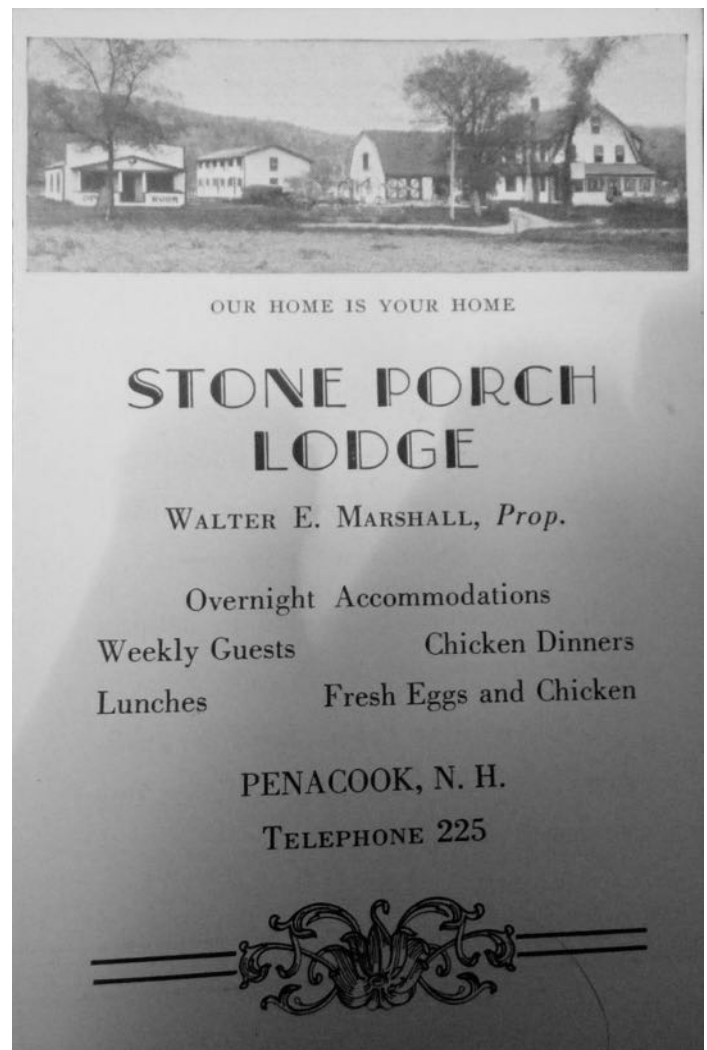 ROOM
OUR HOME IS YOUR HOME
STONE PORCH
LODGE
WALTER E. MARSHALL, Prop.
Overnight Accommodations
Weekly Guests Chicken Dinners
Lunches Fresh Eggs and Chicken
PENACOOK, N. H.
TELEPHONE 225